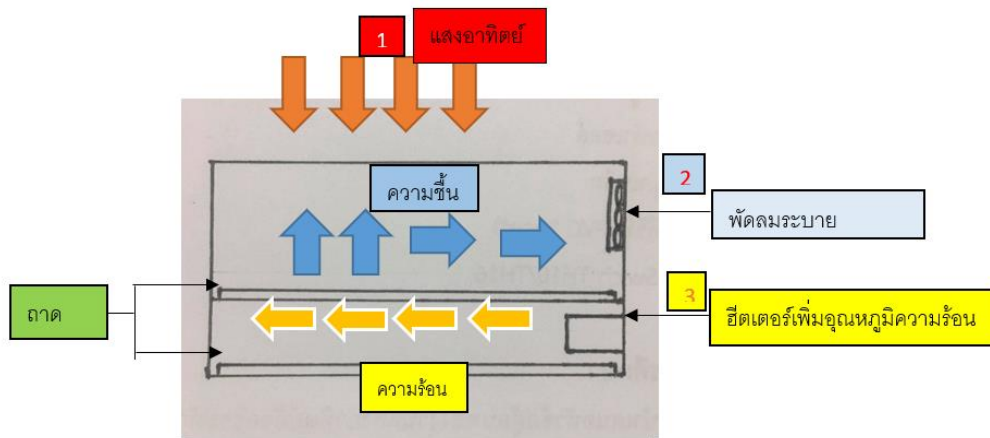 1
แสงอาทิตย์
ความชื้น
2
พัดลมระบาย
3
ถาด
ฮีตเตอร์เพิ่มอุณหภูมิความร้อน
ความร้อน